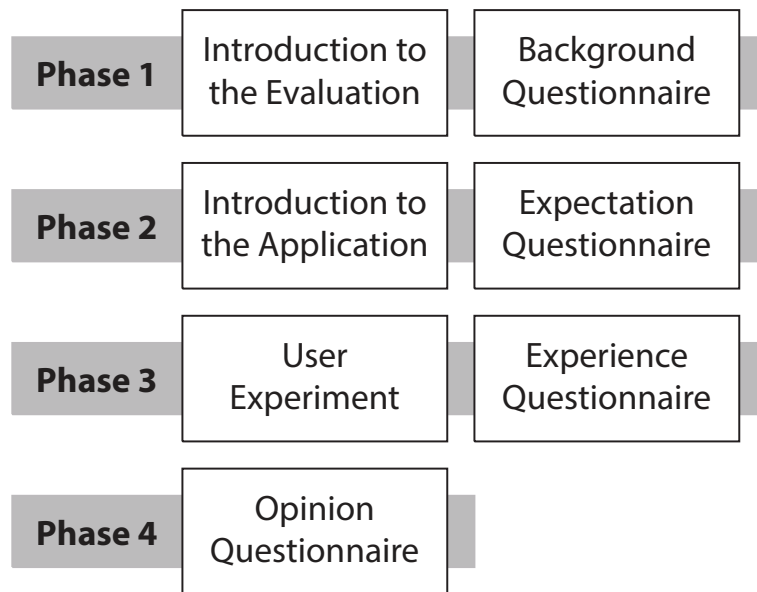 Phase 1
Introduction to
the Evaluation
Background
Questionnaire
Phase 2
Introduction to
the Application
Expectation
Questionnaire
Phase 3
User
Experiment
Experience
Questionnaire
Phase 4
Opinion
Questionnaire